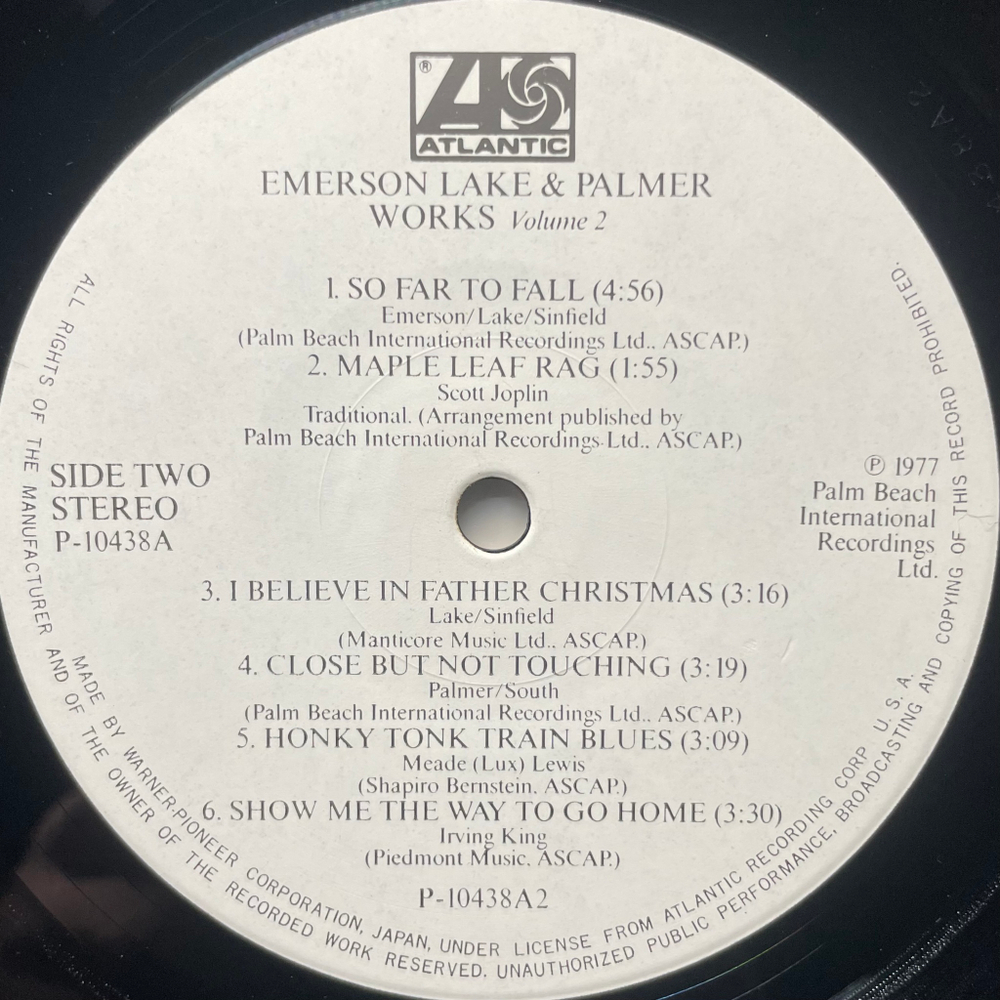 ®
ATLANTIC
EMERSON LAKE & PALMER
WORKS Volume 2
1. SO FAR TO FALL (4:56)
Emerson/Lake/Sinfield
(Palm Beach International Recordings Ltd.. ASCAP.)
2. MAPLE LEAF RAG (1:55)
Scott Joplin
Traditional. (Arrangement published by
Palm Beach International Recordings Ltd.. ASCAP.)
SIDE TWO
STEREO
P-10438A
℗ 1977
Palm Beach
International
Recordings
Ltd.
3. I BELIEVE IN FATHER CHRISTMAS (3:16)
Lake/Sinfield
(Manticore Music Ltd.. ASCAP.)
4. CLOSE BUT NOT TOUCHING (3:19)
Palmer/South
(Palm Beach International Recordings Ltd.. ASCAP.)
5. HONKY TONK TRAIN BLUES (3:09)
Meade (Lux) Lewis
(Shapiro Bernstein. ASCAP.)
6. SHOW ME THE WAY TO GO HOME (3:30)
Irving King
(Piedmont Music. ASCAP.)
P-10438A2
MADE BY WARNER-PIONEER CORPORATION, JAPAN, UNDER LICENSE FROM ATLANTIC RECORDING CORP U. S. A.
ALL RIGHTS OF THE MANUFACTURER AND OF THE OWNER OF THE RECORDED WORK RESERVED. UNAUTHORIZED PUBLIC PERFORMANCE, BROADCASTING AND COPYING OF THIS RECORD PROHIBITED.